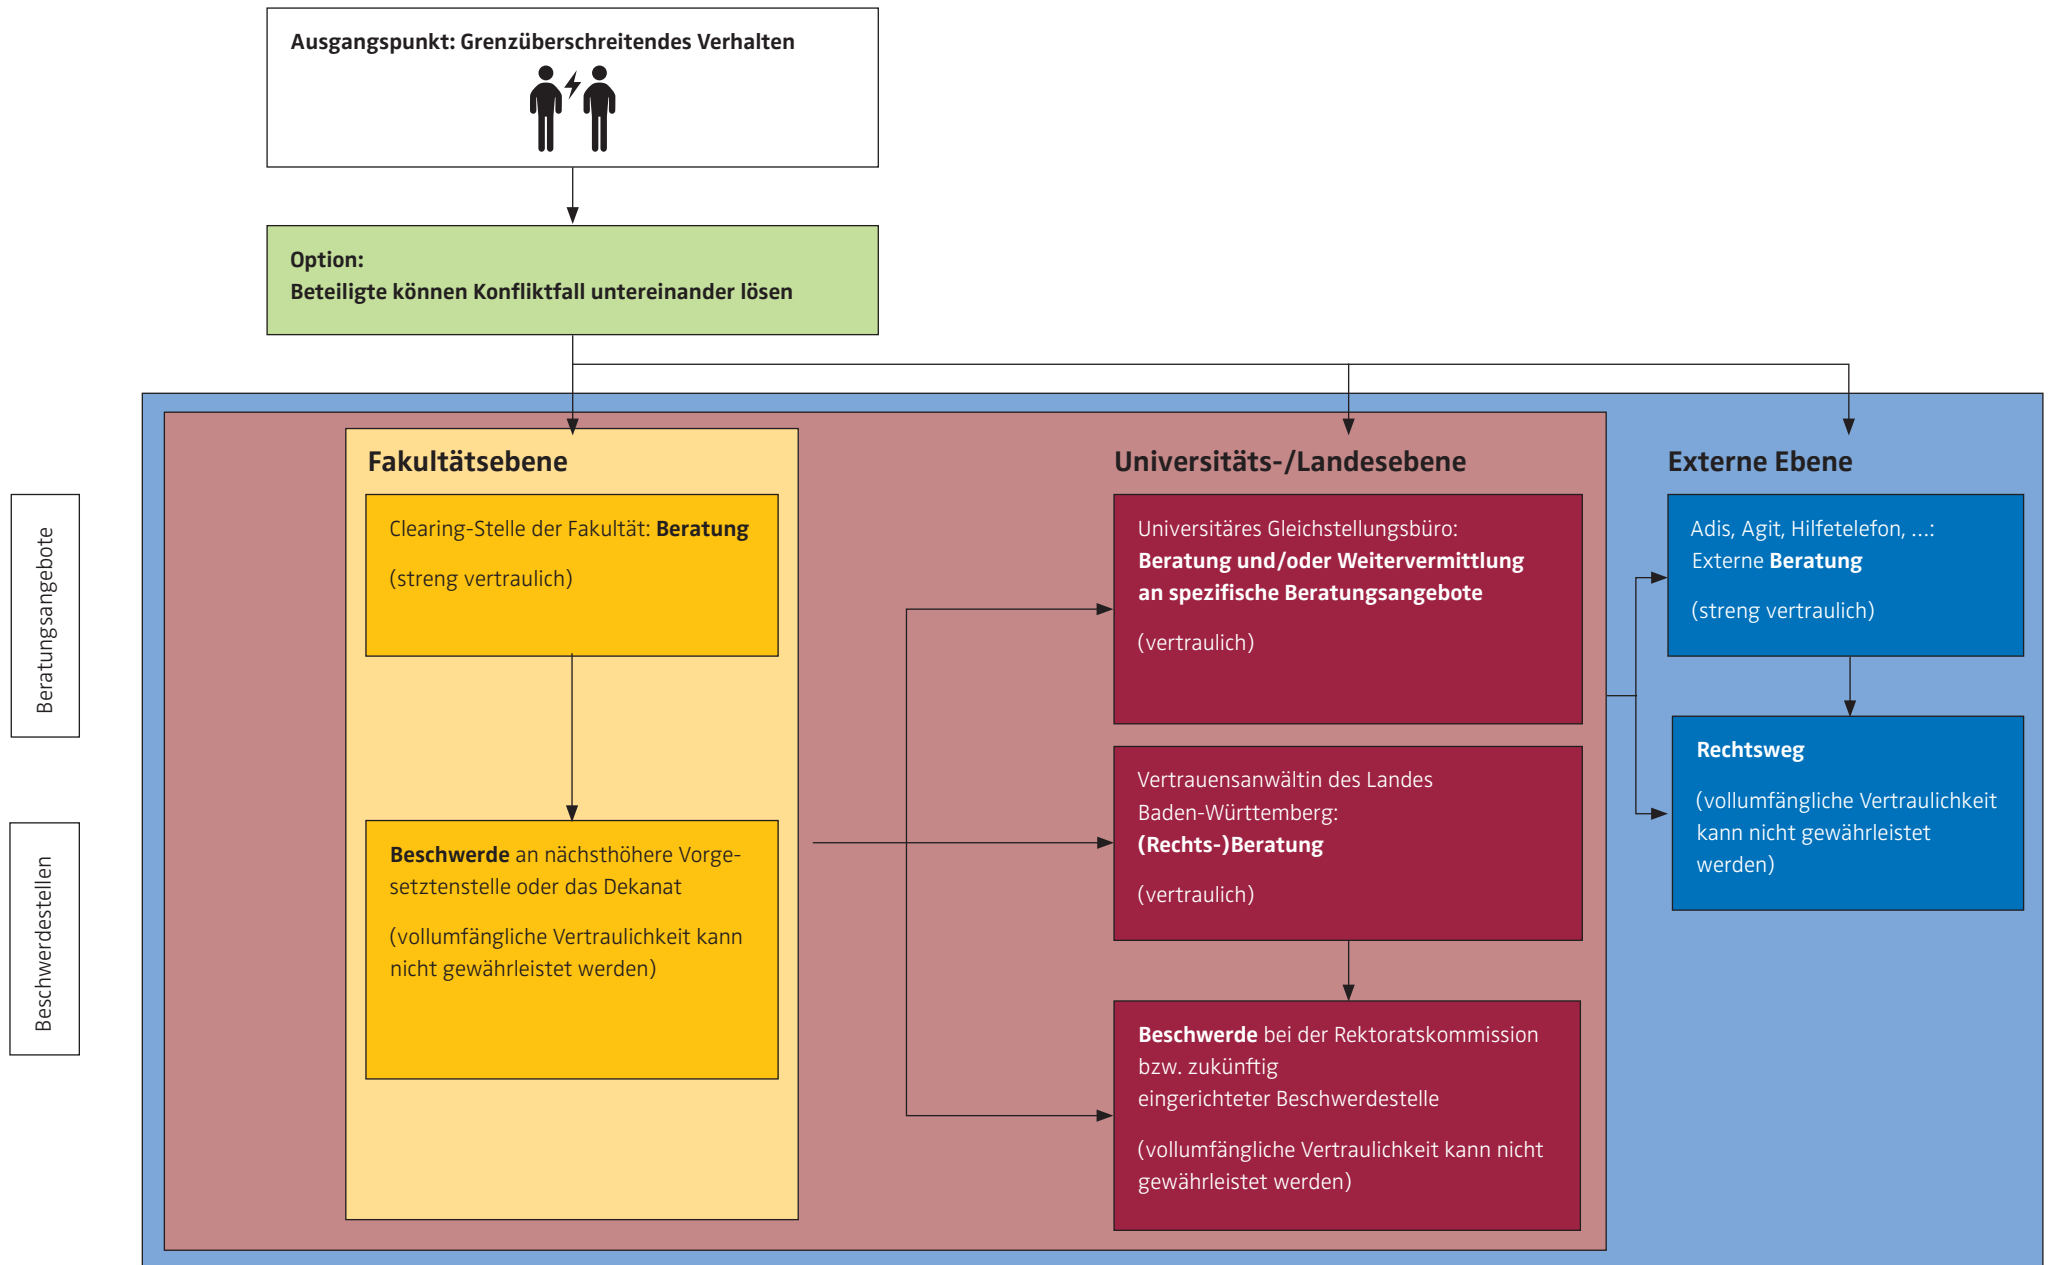 Ausgangspunkt: Grenzüberschreitendes Verhalten
Option:
Beteiligte können Konfliktfall untereinander lösen
Beratungsangebote
Beschwerdestellen
Fakultätsebene
Clearing-Stelle der Fakultät: Beratung
(streng vertraulich)
Beschwerde an nächsthöhere Vorge-
setztenstelle oder das Dekanat
(vollumfängliche Vertraulichkeit kann
nicht gewährleistet werden)
Universitäts-/Landesebene
Universitäres Gleichstellungsbüro:
Beratung und/oder Weitervermittlung
an spezifische Beratungsangebote
(vertraulich)
Vertrauensanwältin des Landes
Baden-Württemberg:
(Rechts-)Beratung
(vertraulich)
Beschwerde bei der Rektoratskommission
bzw. zukünftig
eingerichteter Beschwerdestelle
(vollumfängliche Vertraulichkeit kann nicht
gewährleistet werden)
Externe Ebene
Adis, Agit, Hilfetelefon, ...:
Externe Beratung
(streng vertraulich)
Rechtsweg
(vollumfängliche Vertraulichkeit
kann nicht gewährleistet
werden)